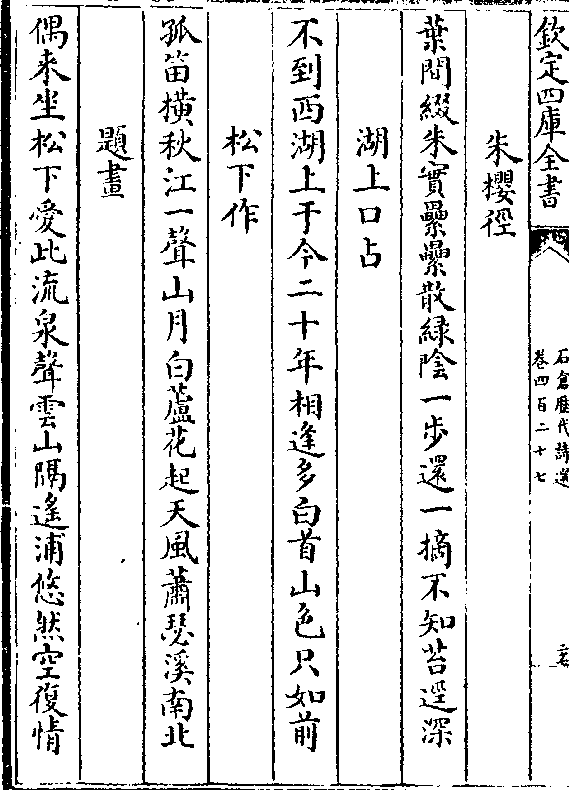 欽定四庫全書
石倉歷代詩選
卷四百二十七
朱櫻徑
葉間綴朱實纍纍散緑陰一步還一摘不知苔逕深
湖上口占
不到西湖上于今二十年相逢多白首山色只如前
松下作
孤笛橫秋江一聲山月白蘆花起天風蕭瑟溪南北
題畫
偶来坐松下愛此流泉聲雲山隔遙浦悠然空復情